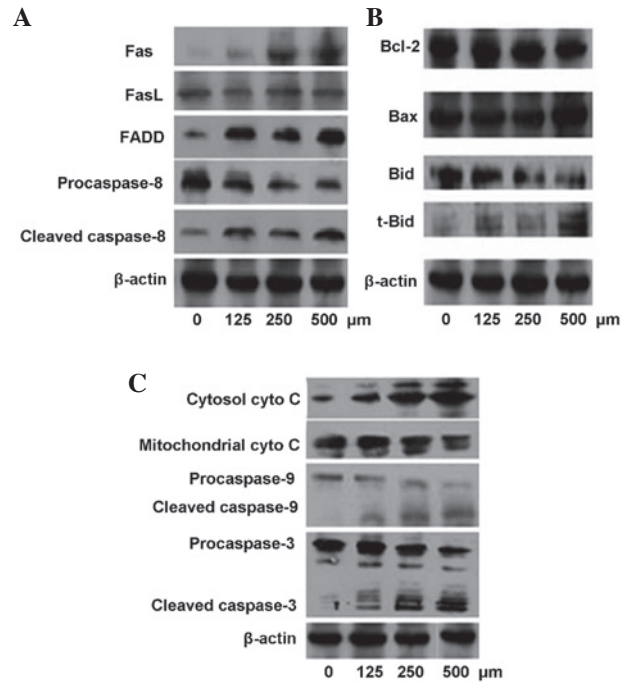 A
Fas
FasL
FADD
Procaspase-8
Cleaved caspase-8
β-actin
0 125 250 500 µm
B
Bcl-2
Bax
Bid
t-Bid
β-actin
0 125 250 500 µm
C
Cytosol cyto C
Mitochondrial cyto C
Procaspase-9
Cleaved caspase-9
Procaspase-3
Cleaved caspase-3
β-actin
0 125 250 500 µm